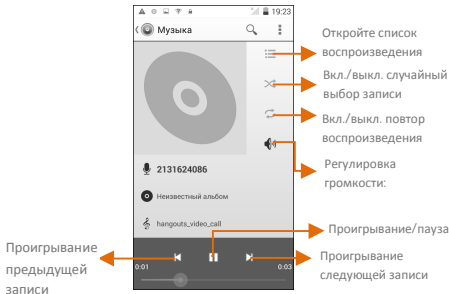 19:23
Музыка
2131624086
Неизвестный альбом
hangouts_video_call
0:01
0:03
Откройте список
воспроизведения
Вкл./выкл. случайный
выбор записи
Вкл./выкл. повтор
воспроизведения
Регулировка
громкости:
Проигрывание/пауза
Проигрывание
следующей записи
Проигрывание
предыдущей
записи